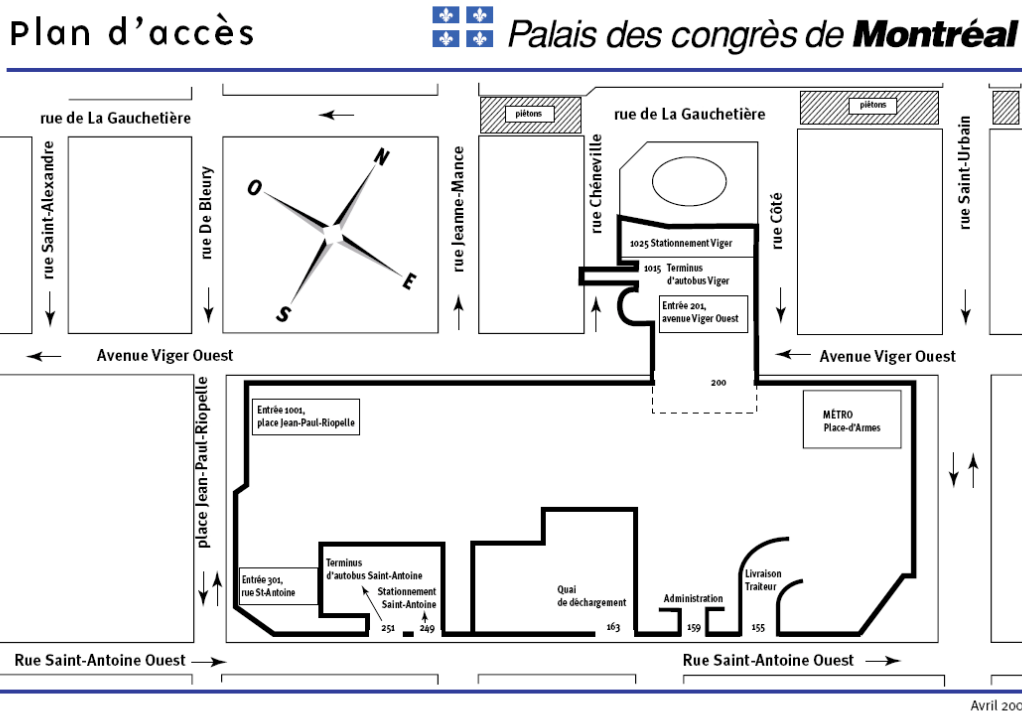 Plan d'accès
Palais des congrès de Montréal
rue de La Gauchetière
piétons
rue de La Gauchetière
piétons
rue Saint-Alexandre
rue De Bleury
N
O
E
S
rue Jeanne-Mance
rue Chéneville
rue Côté
rue Saint-Urbain
1025 Stationnement Viger
1015 Terminus
d'autobus Viger
Entrée 201,
avenue Viger Ouest
Avenue Viger Ouest
Avenue Viger Ouest
200
place Jean-Paul-Riopelle
Entrée 1001,
place Jean-Paul-Riopelle
MÉTRO
Place-d'Armes
Entrée 301,
rue St-Antoine
Terminus
d'autobus Saint-Antoine
Stationnement
Saint-Antoine
251
249
Quai
de déchargement
163
Administration
159
Livraison
Traiteur
155
Rue Saint-Antoine Ouest
Rue Saint-Antoine Ouest
Avril 200